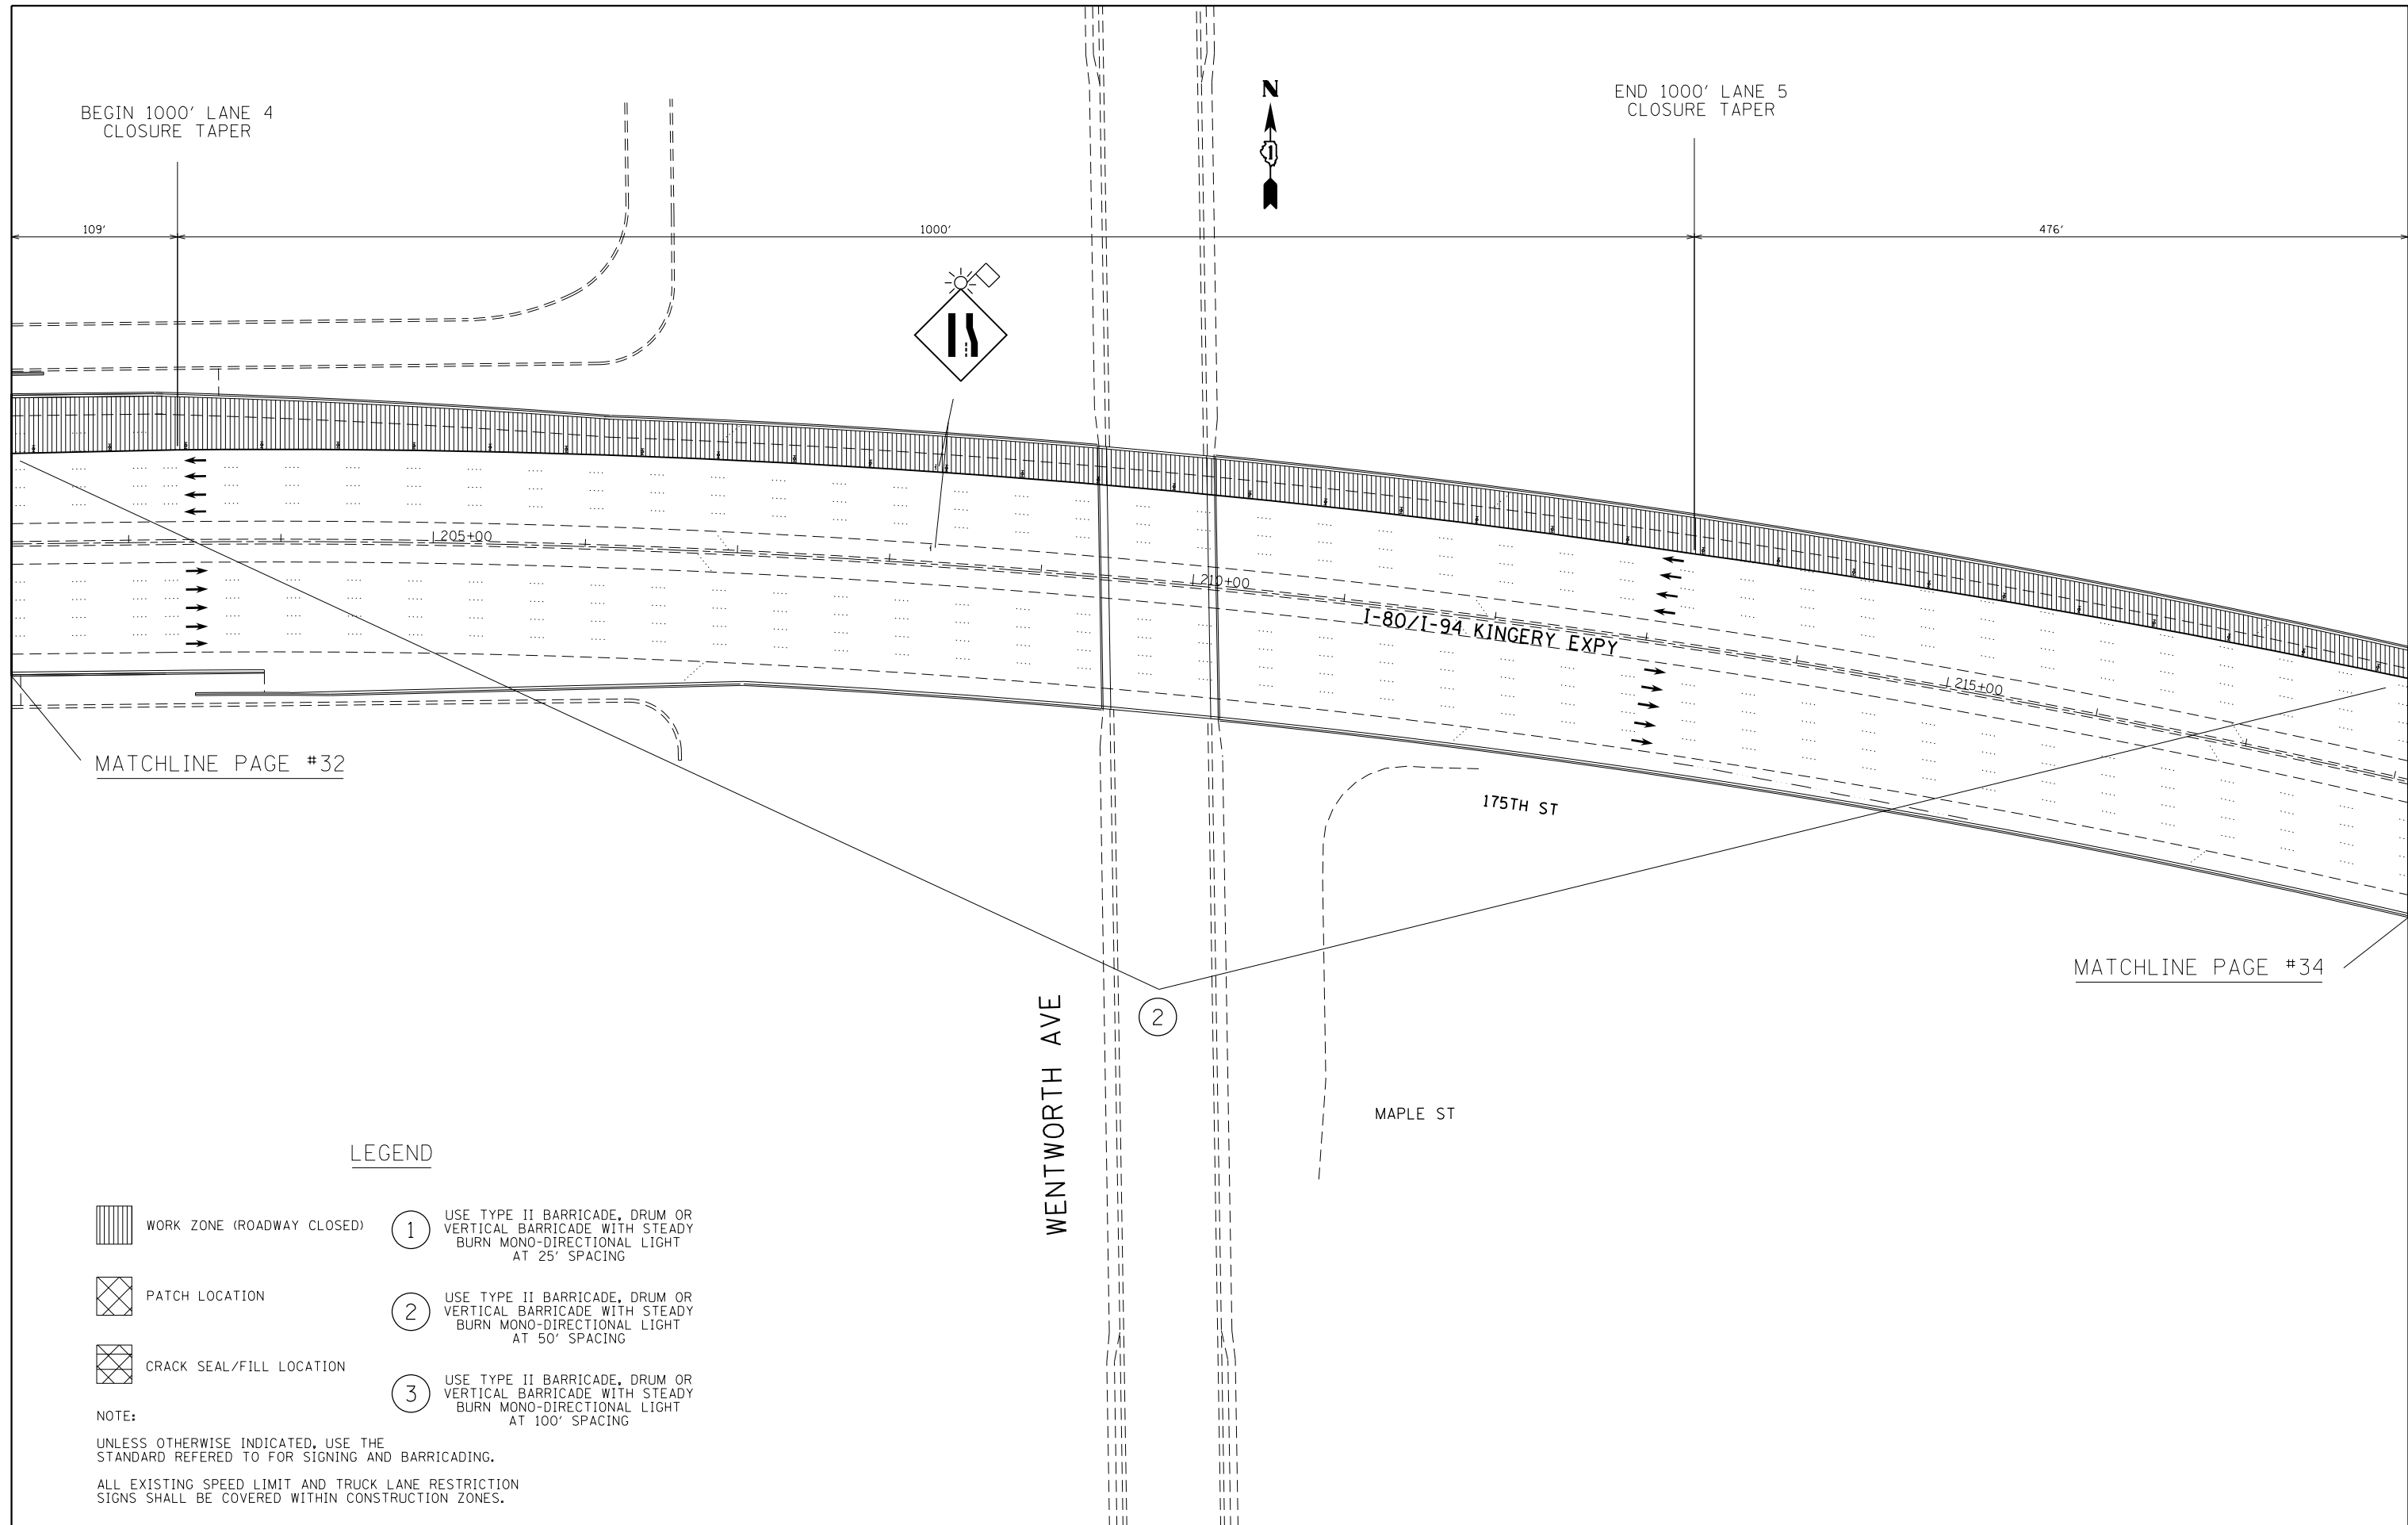 N
1
BEGIN 1000' LANE 4
CLOSURE TAPER
END 1000' LANE 5
CLOSURE TAPER
109'
1000'
476'
205+00
210+00
I-80/I-94 KINGERY EXPY
215+00
MATCHLINE PAGE #32
175TH ST
MATCHLINE PAGE #34
2
WENTWORTH AVE
MAPLE ST
LEGEND
WORK ZONE (ROADWAY CLOSED)
PATCH LOCATION
CRACK SEAL/FILL LOCATION
1
USE TYPE II BARRICADE, DRUM OR
VERTICAL BARRICADE WITH STEADY
BURN MONO-DIRECTIONAL LIGHT
AT 25' SPACING
2
USE TYPE II BARRICADE, DRUM OR
VERTICAL BARRICADE WITH STEADY
BURN MONO-DIRECTIONAL LIGHT
AT 50' SPACING
3
USE TYPE II BARRICADE, DRUM OR
VERTICAL BARRICADE WITH STEADY
BURN MONO-DIRECTIONAL LIGHT
AT 100' SPACING
NOTE:
UNLESS OTHERWISE INDICATED, USE THE
STANDARD REFERED TO FOR SIGNING AND BARRICADING.
ALL EXISTING SPEED LIMIT AND TRUCK LANE RESTRICTION
SIGNS SHALL BE COVERED WITHIN CONSTRUCTION ZONES.